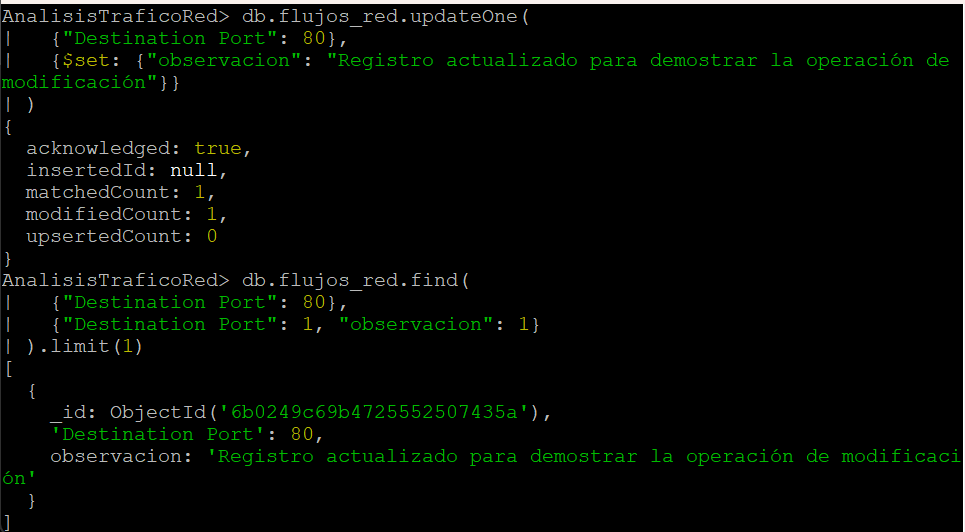 AnalisisTraficoRed> db.flujos_red.updateOne(
|   {"Destination Port": 80},
|   {$set: {"observacion": "Registro actualizado para demostrar la operación de
modificación"}}
| )
{
  acknowledged: true,
  insertedId: null,
  matchedCount: 1,
  modifiedCount: 1,
  upsertedCount: 0
}
AnalisisTraficoRed> db.flujos_red.find(
|   {"Destination Port": 80},
|   {"Destination Port": 1, "observacion": 1}
| ).limit(1)
[
  {
    _id: ObjectId('6b0249c69b4725552507435a'),
    'Destination Port': 80,
    observacion: 'Registro actualizado para demostrar la operación de modificaci
ón'
  }
]